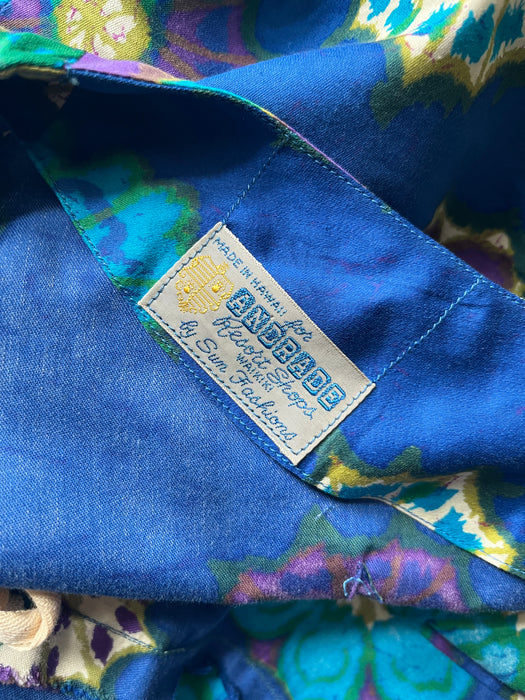 MADE IN HAWAII for
ANDRADE
Resort Shops
WAIKIKI
by Sun Fashions